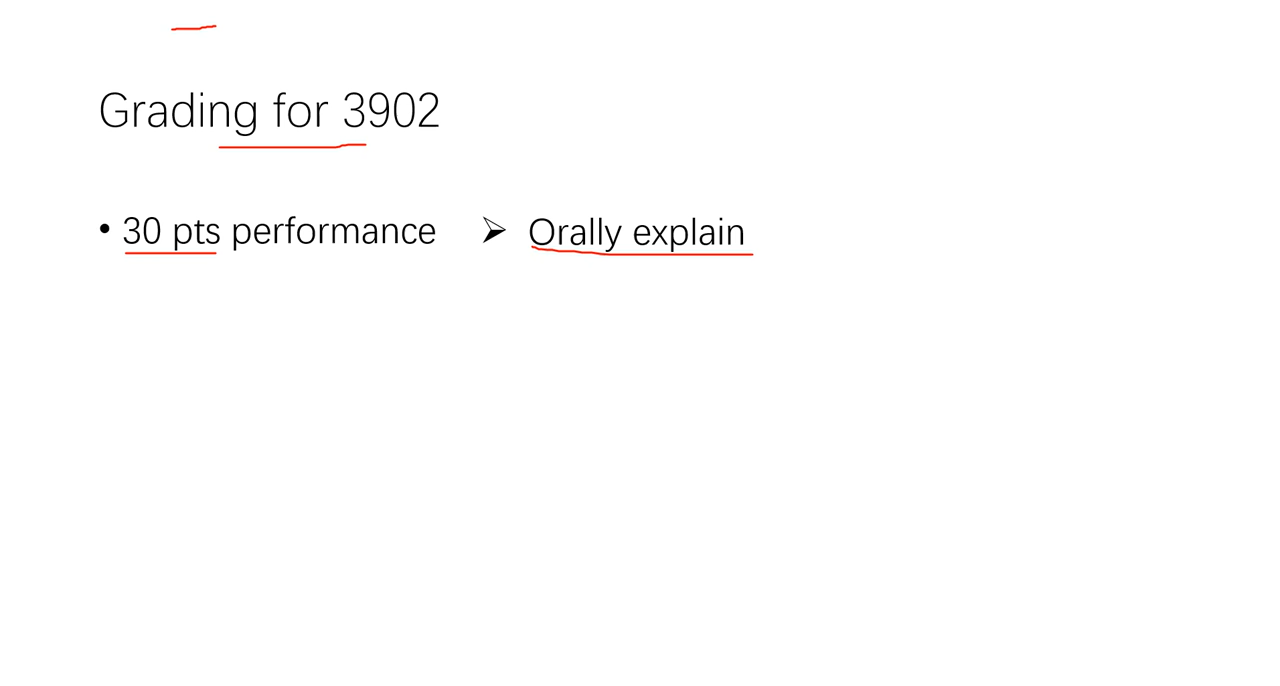 Grading for 3902
• 30 pts performance ➢ Orally explain